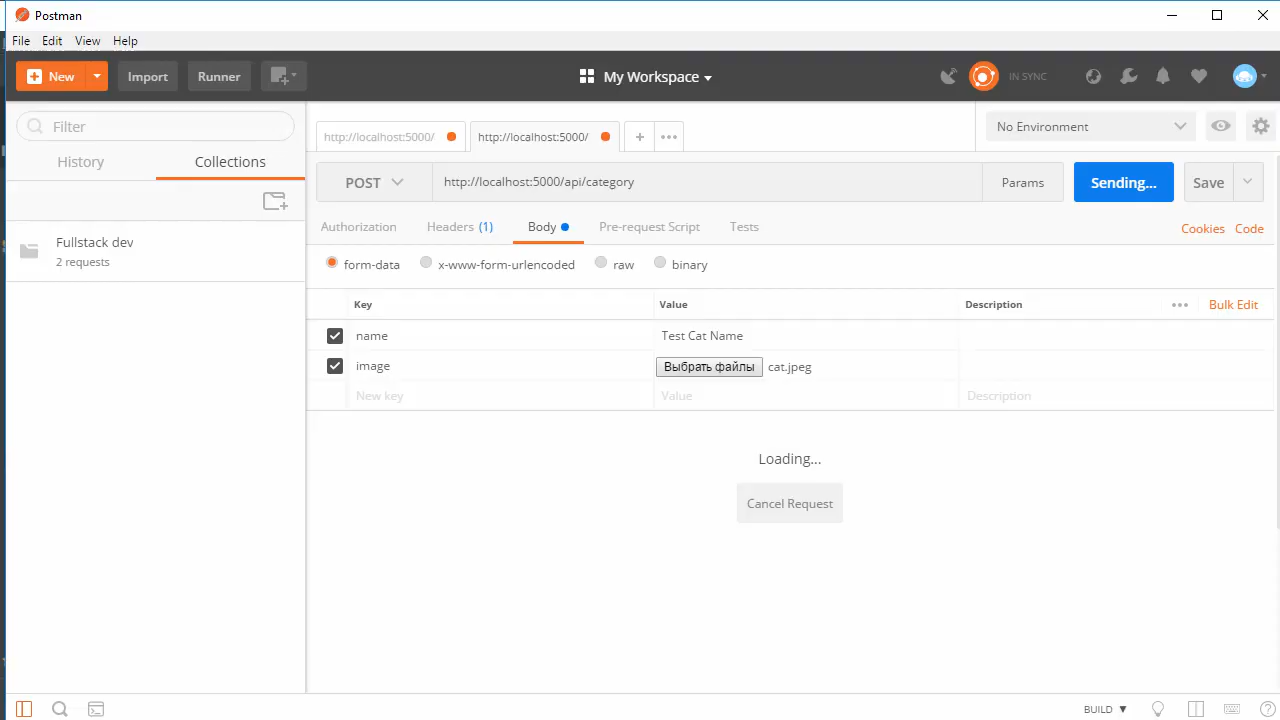 Postman
File Edit View Help
New Import Runner My Workspace IN SYNC
Filter
History Collections
Fullstack dev
2 requests
http://localhost:5000/ http://localhost:5000/ + ••• No Environment
POST http://localhost:5000/api/category Params Sending... Save
Authorization Headers (1) Body Pre-request Script Tests Cookies Code
form-data x-www-form-urlencoded raw binary
Key Value Description ••• Bulk Edit
name Test Cat Name
image Выбрать файлы cat.jpeg
New key Value Description
Loading...
Cancel Request
BUILD ▼